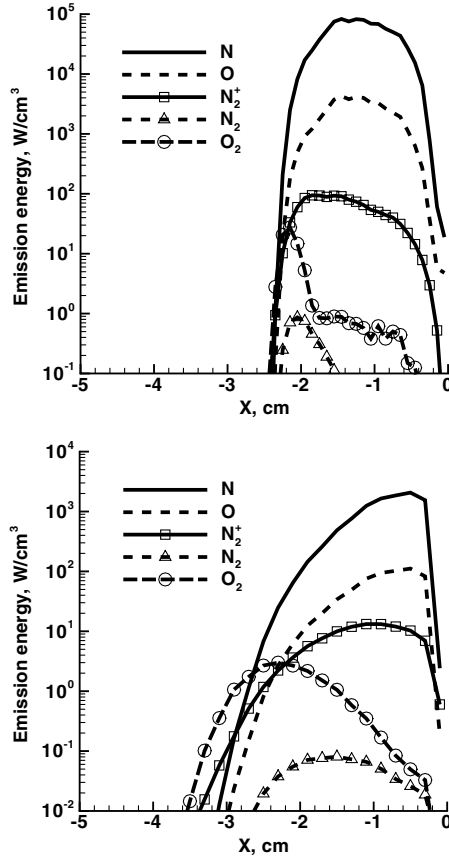 10⁵
10⁴
10³
10²
10¹
10⁰
10⁻¹
Emission energy, W/cm³
N
O
N₂⁺
N₂
O₂
-5 -4 -3 -2 -1 0
X, cm
10⁴
10³
10²
10¹
10⁰
10⁻¹
10⁻²
Emission energy, W/cm³
N
O
N₂⁺
N₂
O₂
-5 -4 -3 -2 -1 0
X, cm